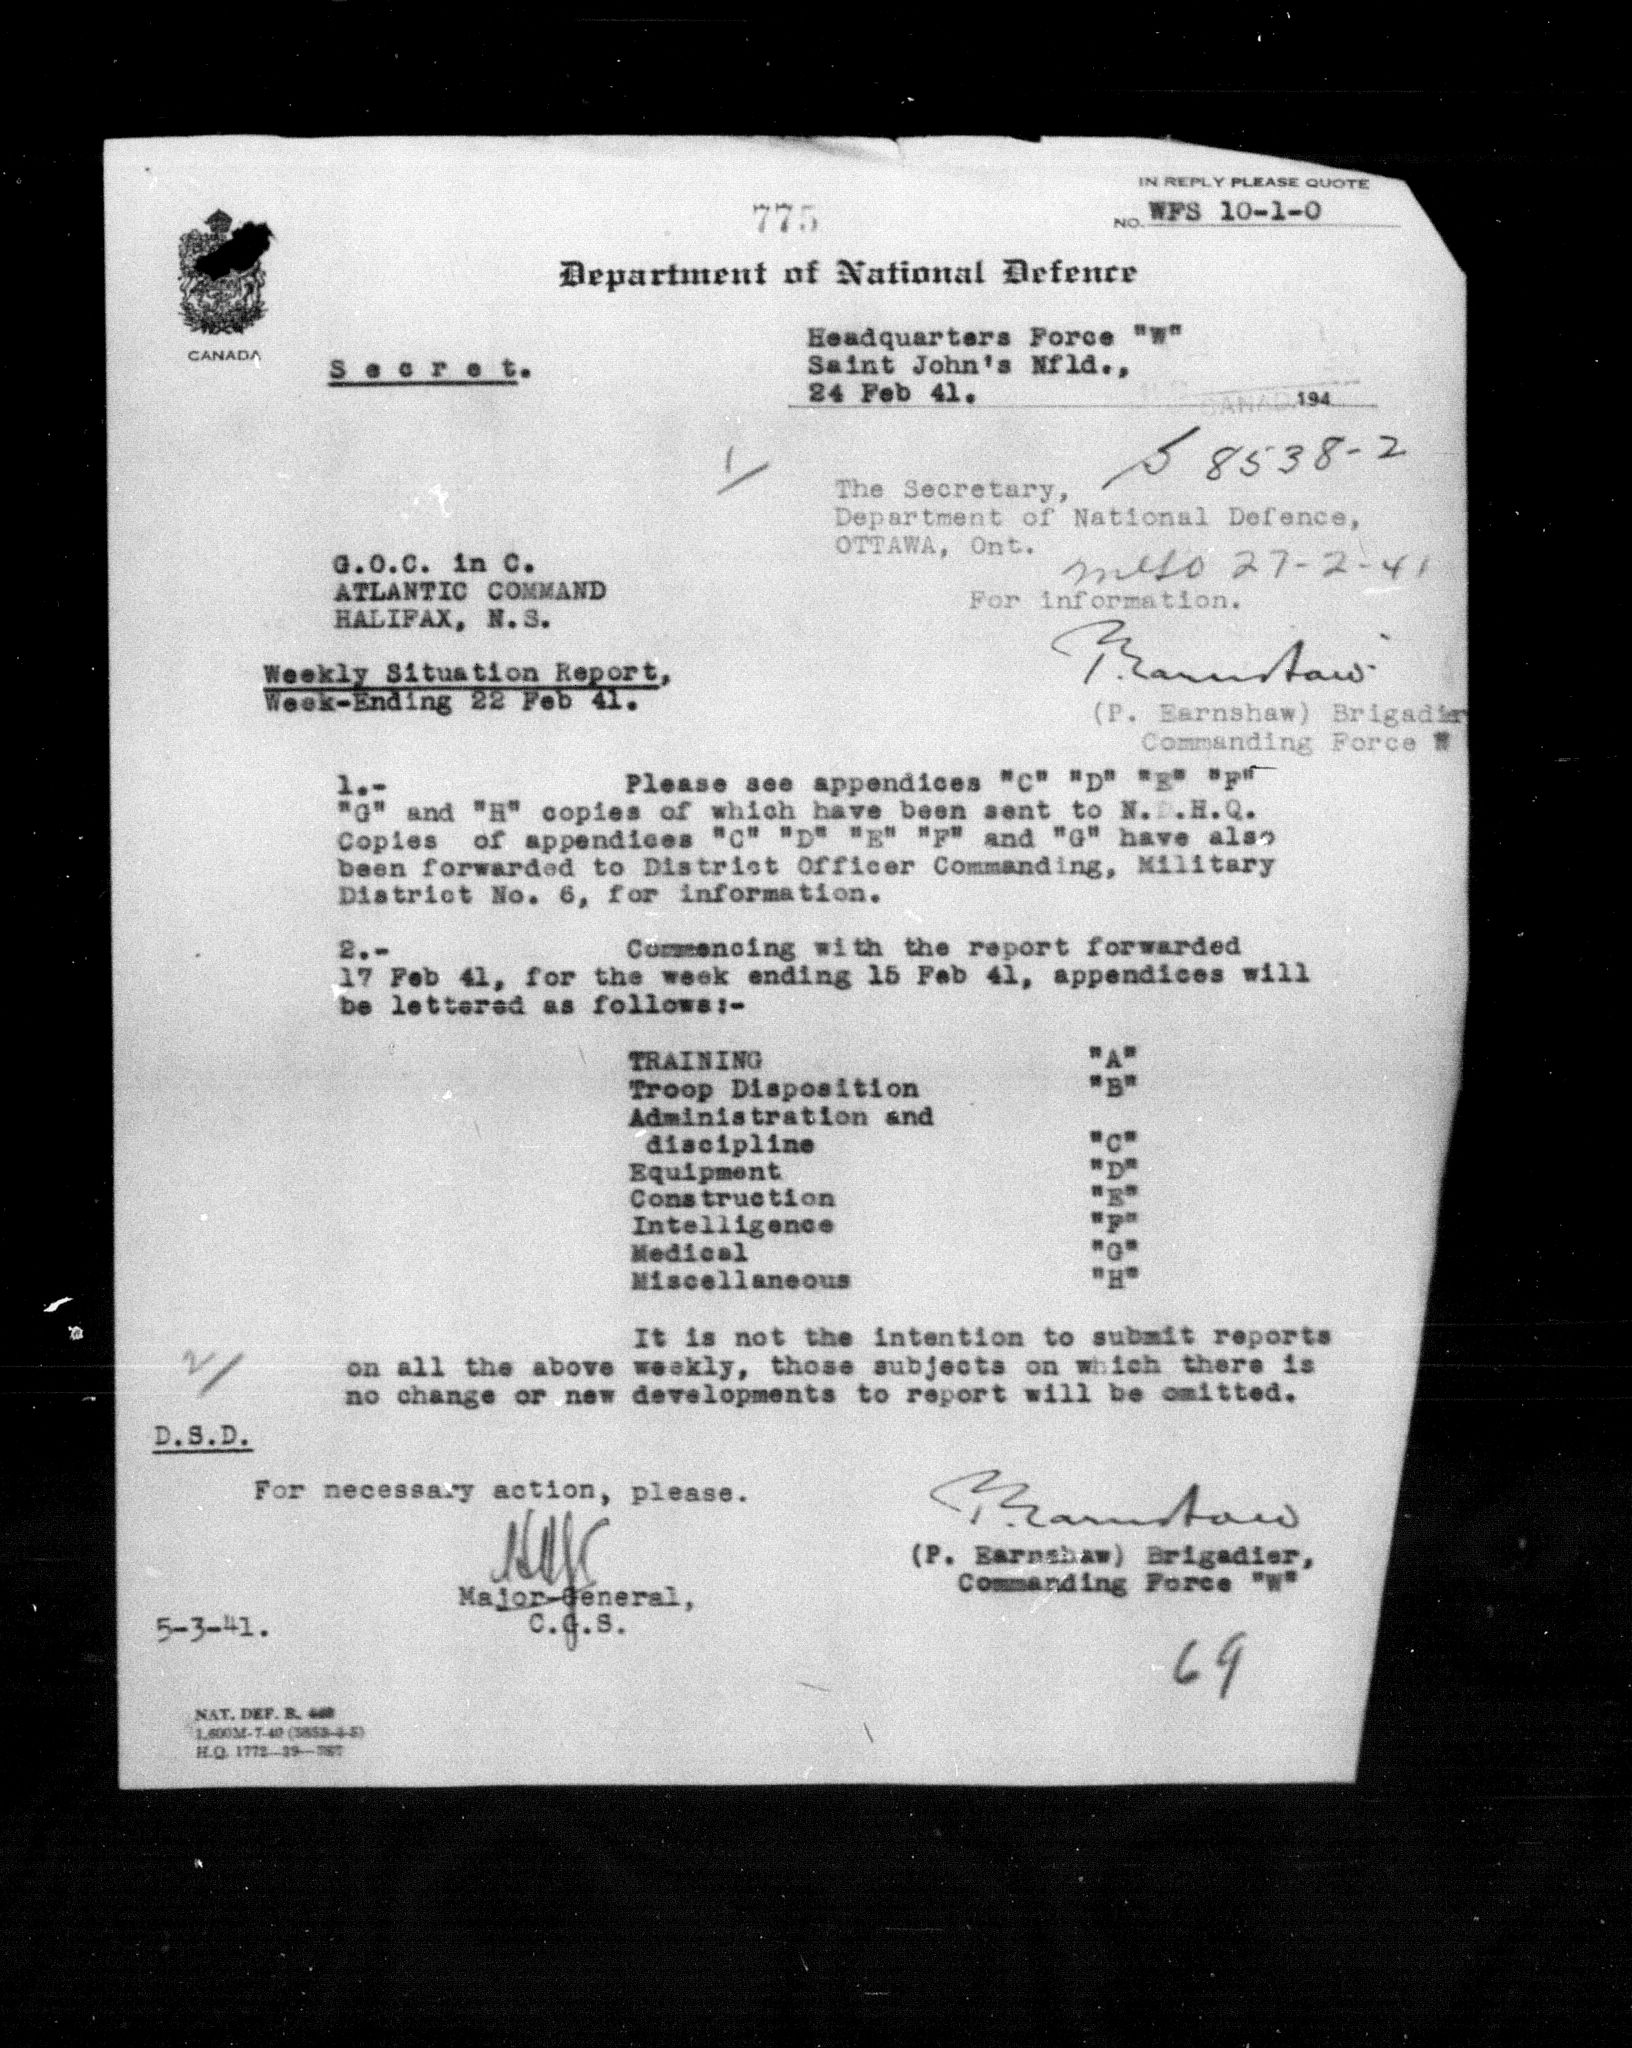 775
IN REPLY PLEASE QUOTE
NO. WFS 10-1-0
Department of National Defence
CANADA
Secret.
Headquarters Force "W"
Saint John's Nfld.,
24 Feb 41. 194
1/
S 8538-2
The Secretary,
Department of National Defence,
OTTAWA, Ont.
27-2-41
For information.
G.O.C. in C.
ATLANTIC COMMAND
HALIFAX, N.S.
P. Earnshaw
(P. Earnshaw) Brigadier
Commanding Force W
Weekly Situation Report,
Week-Ending 22 Feb 41.
1.- Please see appendices "C" "D" "E" "F"
"G" and "H" copies of which have been sent to N.D.H.Q.
Copies of appendices "C" "D" "E" "F" and "G" have also
been forwarded to District Officer Commanding, Military
District No. 6, for information.
2.- Commencing with the report forwarded
17 Feb 41, for the week ending 15 Feb 41, appendices will
be lettered as follows:-
TRAINING "A"
Troop Disposition "B"
Administration and
discipline "C"
Equipment "D"
Construction "E"
Intelligence "F"
Medical "G"
Miscellaneous "H"
It is not the intention to submit reports
on all the above weekly, those subjects on which there is
no change or new developments to report will be omitted.
2/
D.S.D.
For necessary action, please.
Major-General,
C.G.S.
5-3-41.
P. Earnshaw
(P. Earnshaw) Brigadier,
Commanding Force "W"
69
NAT. DEF. B.
H.Q. 1772-39-